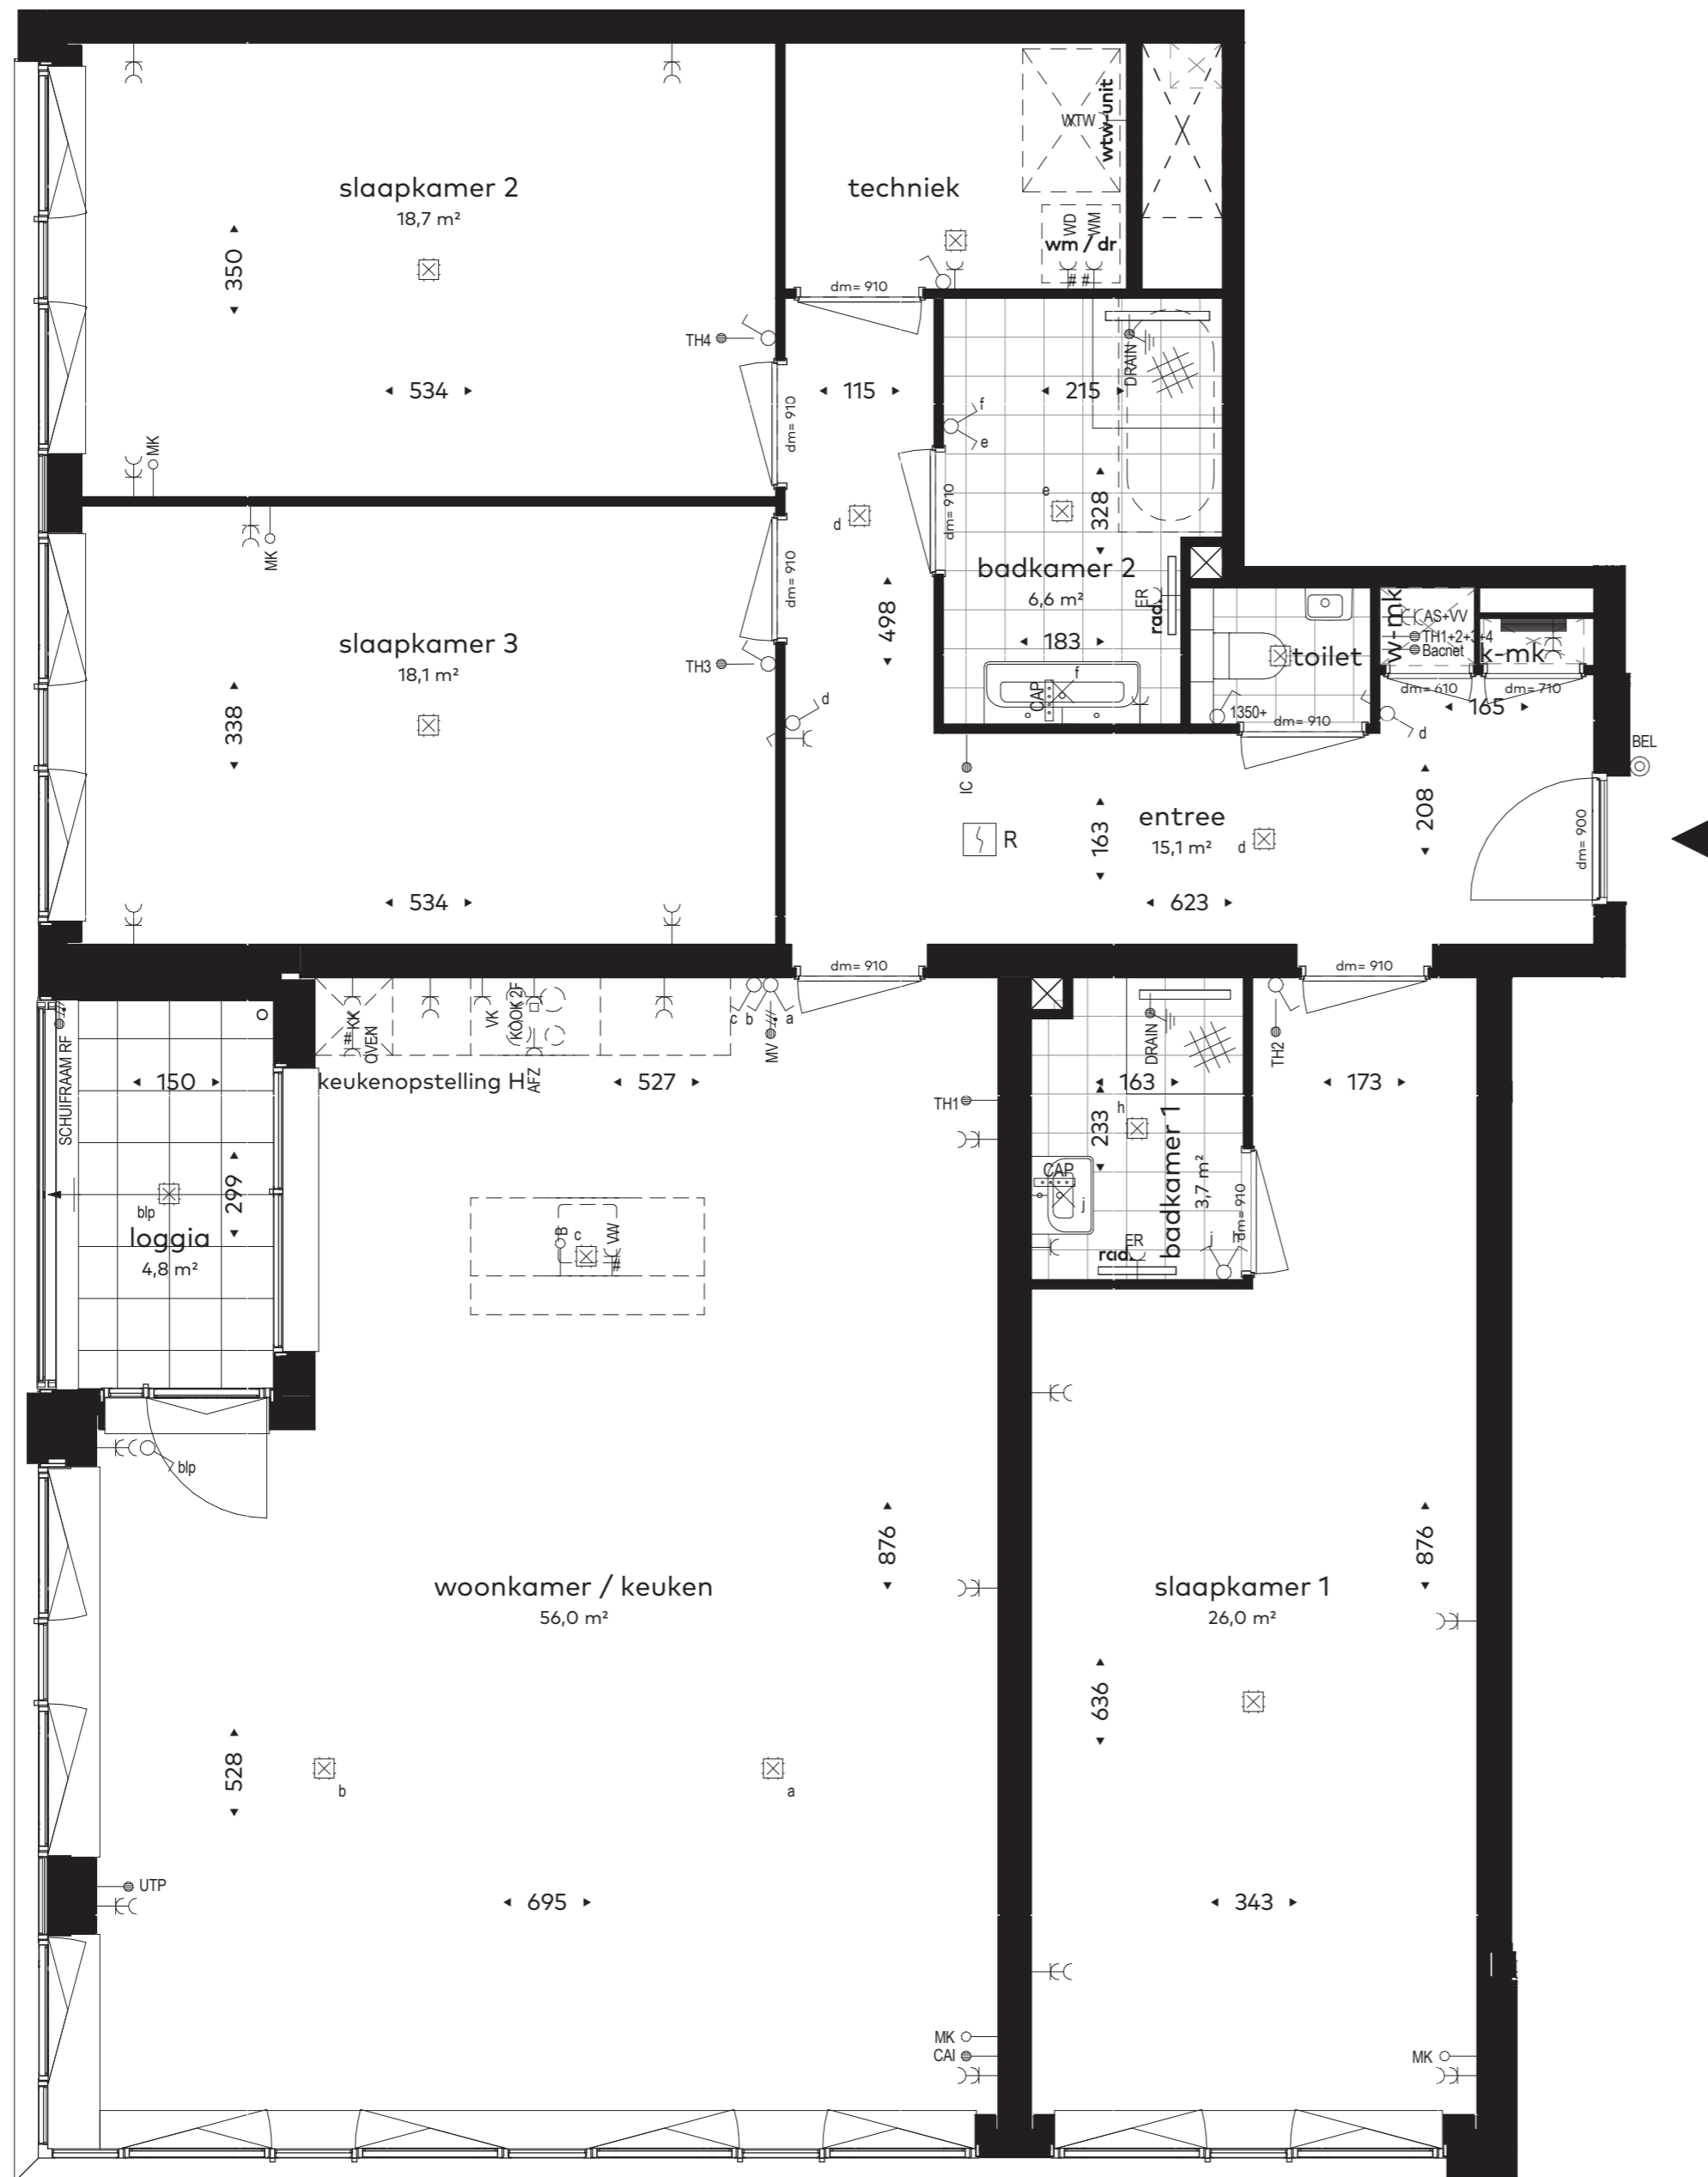 slaapkamer 2
18,7 m²
350
534
TH4
MK
techniek
WTW
wtw-unit
WD
WM
wm / dr
# #
dm= 910
dm= 910
115
d
498
dm= 910
f
e
215
DRAIN
e
328
badkamer 2
6,6 m²
ER
rad.
183
CAP
f
slaapkamer 3
18,1 m²
338
534
MK
TH3
dm= 910
d
toilet
1350+
dm= 910
w-mk
AS+VV
TH1+2+3+4
Bacnet
k-mk
dm= 610
dm= 710
165
d
BEL
IC
R
163
entree
15,1 m²
d
208
dm= 900
623
dm= 910
dm= 910
SCHUIFRAAM RF
150
299
blp
loggia
4,8 m²
blp
#
KK
OVEN
VK
KOOK 2F
AFZ
keukenopstelling H
527
c
b
a
MV
TH1
B
c
VW
#
DRAIN
163
233
h
badkamer 1
3,7 m²
CAP
j
ER
rad.
j
h
dm= 910
TH2
173
876
woonkamer / keuken
56,0 m²
528
b
a
UTP
695
MK
CAI
876
slaapkamer 1
26,0 m²
636
343
MK